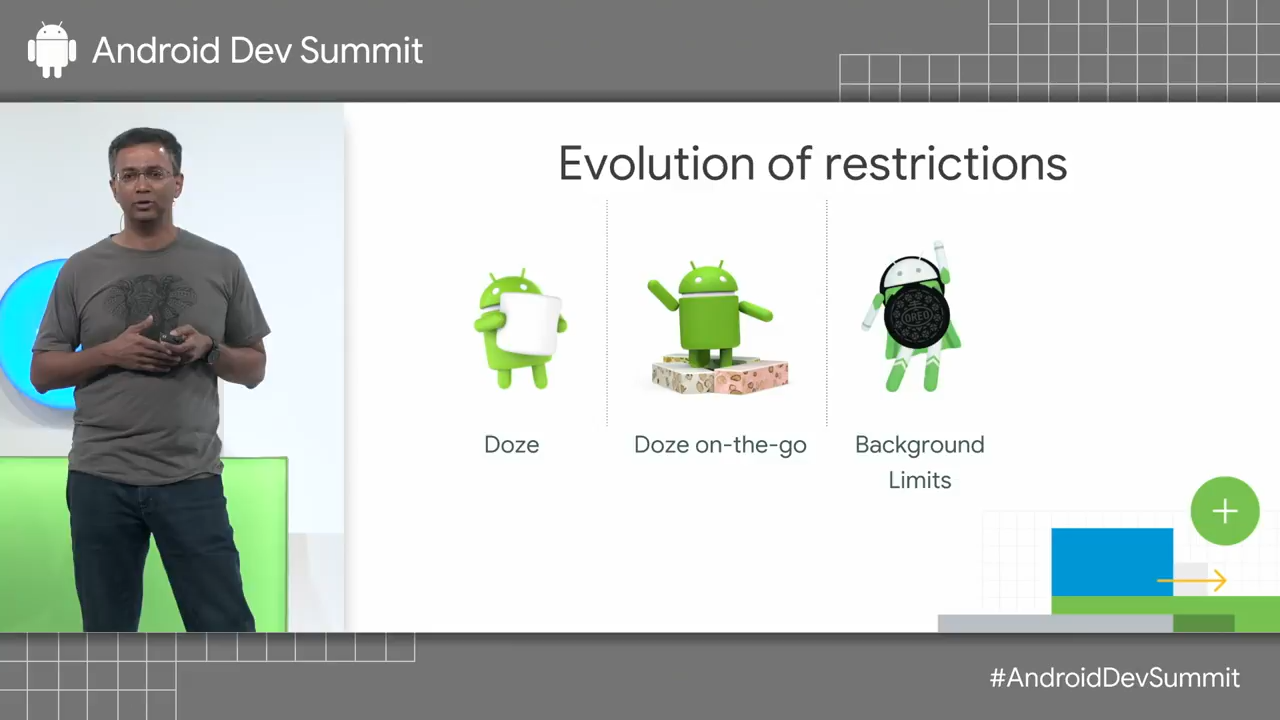 Android Dev Summit
Evolution of restrictions
OREO
Doze
Doze on-the-go
Background
Limits
#AndroidDevSummit